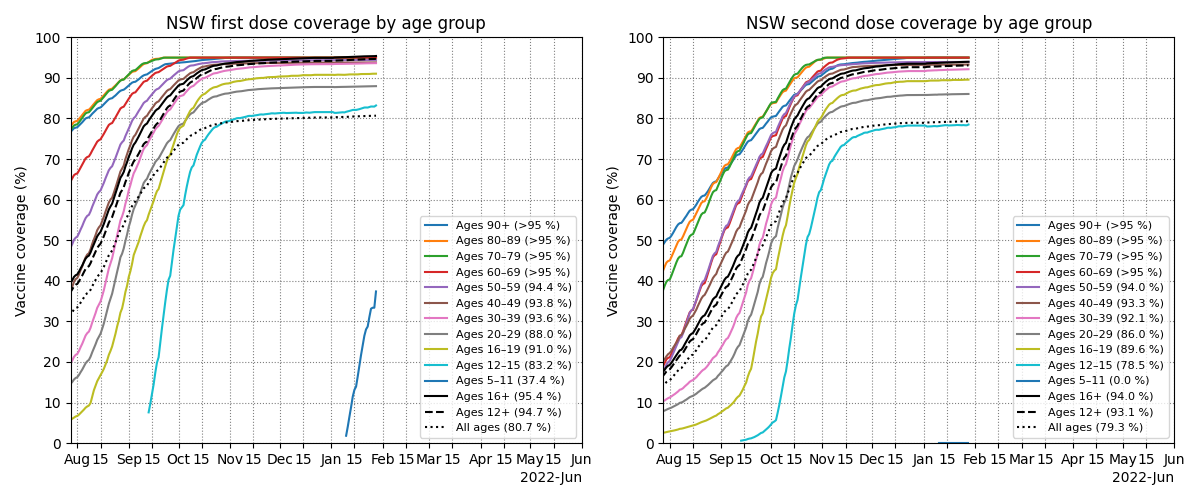 NSW first dose coverage by age group
Vaccine coverage (%)
100
90
80
70
60
50
40
30
20
10
0
Ages 90+ (>95 %)
Ages 80–89 (>95 %)
Ages 70–79 (>95 %)
Ages 60–69 (>95 %)
Ages 50–59 (94.4 %)
Ages 40–49 (93.8 %)
Ages 30–39 (93.6 %)
Ages 20–29 (88.0 %)
Ages 16–19 (91.0 %)
Ages 12–15 (83.2 %)
Ages 5–11 (37.4 %)
Ages 16+ (95.4 %)
Ages 12+ (94.7 %)
All ages (80.7 %)
Aug 15 Sep 15 Oct 15 Nov 15 Dec 15 Jan 15 Feb 15 Mar 15 Apr 15 May 15 Jun
2022-Jun
NSW second dose coverage by age group
Vaccine coverage (%)
100
90
80
70
60
50
40
30
20
10
0
Ages 90+ (>95 %)
Ages 80–89 (>95 %)
Ages 70–79 (>95 %)
Ages 60–69 (>95 %)
Ages 50–59 (94.0 %)
Ages 40–49 (93.3 %)
Ages 30–39 (92.1 %)
Ages 20–29 (86.0 %)
Ages 16–19 (89.6 %)
Ages 12–15 (78.5 %)
Ages 5–11 (0.0 %)
Ages 16+ (94.0 %)
Ages 12+ (93.1 %)
All ages (79.3 %)
Aug 15 Sep 15 Oct 15 Nov 15 Dec 15 Jan 15 Feb 15 Mar 15 Apr 15 May 15 Jun
2022-Jun